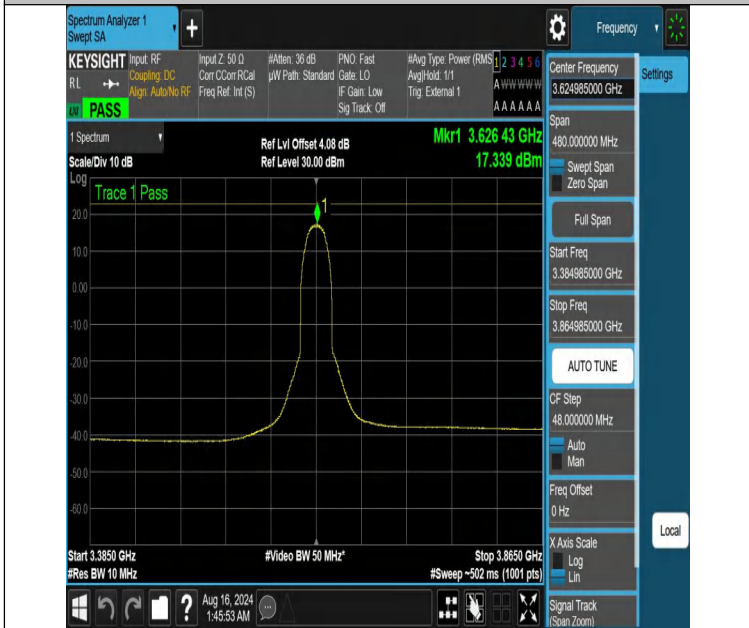 Spectrum Analyzer 1
Swept SA
+
Frequency
KEYSIGHT
RL
PASS
Input: RF
Coupling: DC
Align: Auto/No RF
Input Z: 50 Ω
Corr CCorr RCal
Freq Ref: Int (S)
#Atten: 36 dB
µW Path: Standard
PNO: Fast
Gate: LO
IF Gain: Low
Sig Track: Off
#Avg Type: Power (RMS
Avg|Hold: 1/1
Trig: External 1
1 2 3 4 5 6
A W W W W W
A A A A A A
1 Spectrum
Scale/Div 10 dB
Ref Lvl Offset 4.08 dB
Ref Level 30.00 dBm
Mkr1 3.626 43 GHz
17.339 dBm
Log
Trace 1 Pass
1
20.0
10.0
0.00
-10.0
-20.0
-30.0
-40.0
-50.0
-60.0
Start 3.3850 GHz
#Res BW 10 MHz
#Video BW 50 MHz*
Stop 3.8650 GHz
#Sweep ~502 ms (1001 pts)
Center Frequency
3.624985000 GHz
Settings
Span
480.000000 MHz
Swept Span
Zero Span
Full Span
Start Freq
3.384985000 GHz
Stop Freq
3.864985000 GHz
AUTO TUNE
CF Step
48.000000 MHz
Auto
Man
Freq Offset
0 Hz
X Axis Scale
Log
Lin
Local
Signal Track
(Span Zoom)
?
Aug 16, 2024
1:45:53 AM